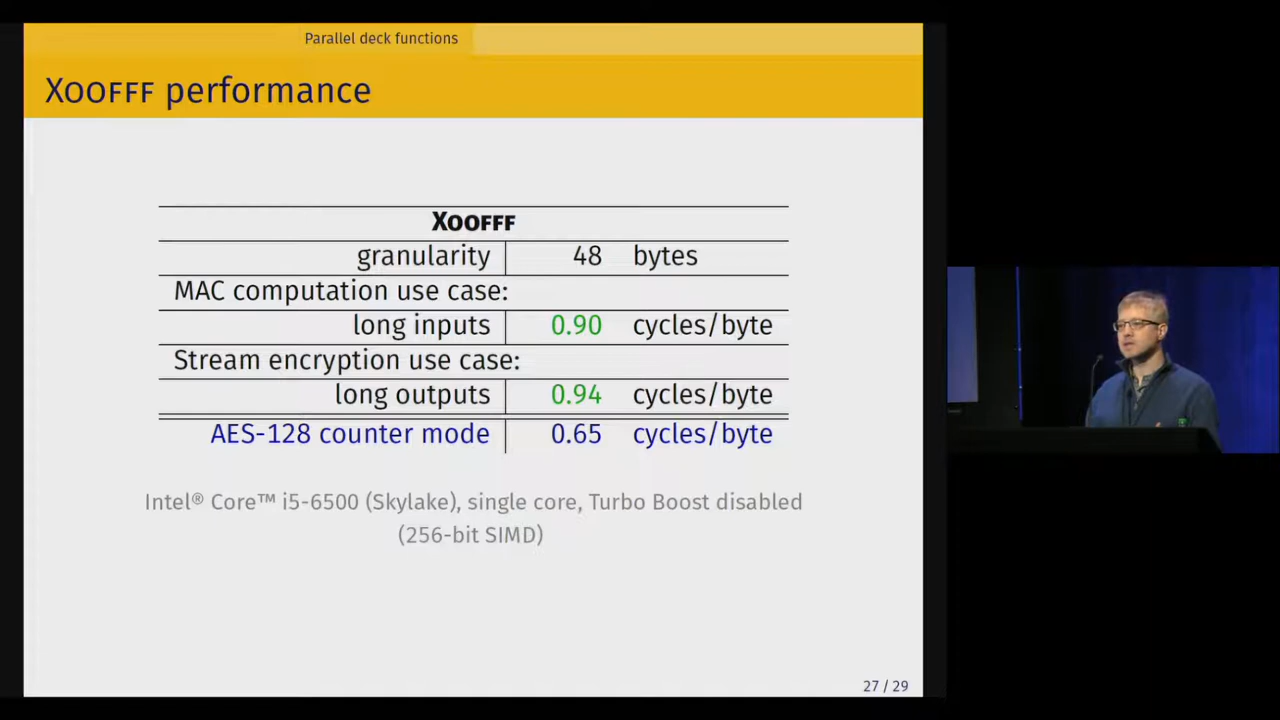 Parallel deck functions
XOOFFF performance
XOOFFF
granularity 48 bytes
MAC computation use case:
long inputs 0.90 cycles/byte
Stream encryption use case:
long outputs 0.94 cycles/byte
AES-128 counter mode 0.65 cycles/byte
Intel® Core™ i5-6500 (Skylake), single core, Turbo Boost disabled
(256-bit SIMD)
27 / 29